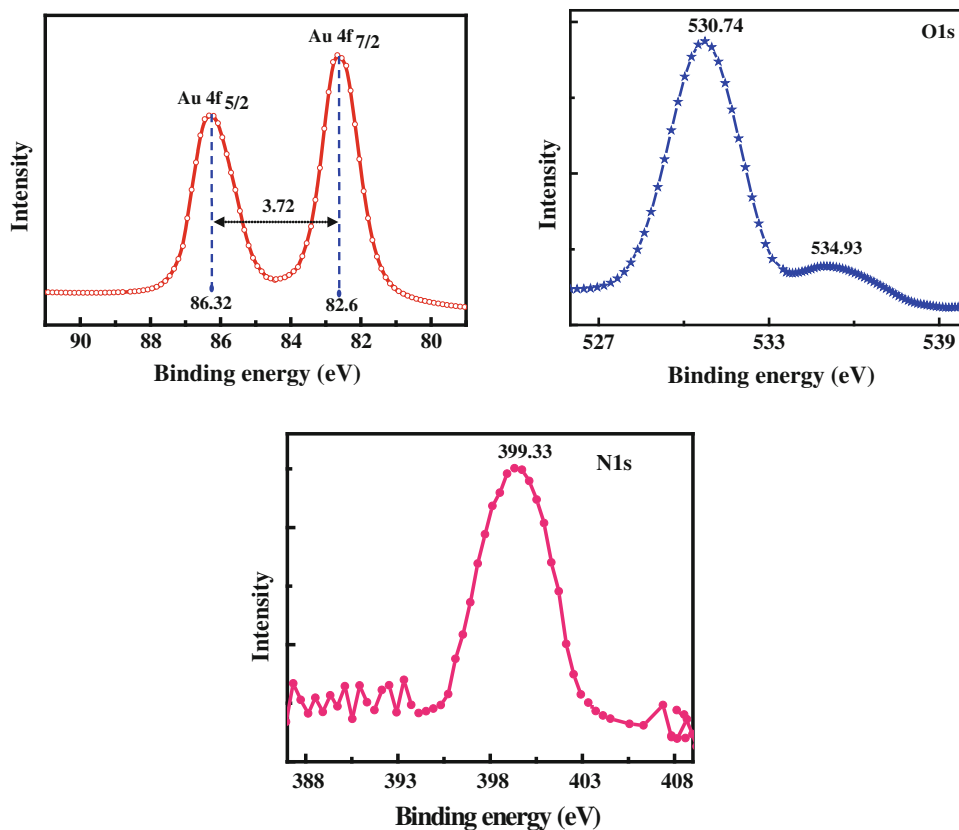 Au 4f 7/2
Au 4f 5/2
3.72
86.32
82.6
90 88 86 84 82 80
Binding energy (eV)
Intensity
530.74
O1s
534.93
527 533 539
Binding energy (eV)
Intensity
399.33
N1s
388 393 398 403 408
Binding energy (eV)
Intensity